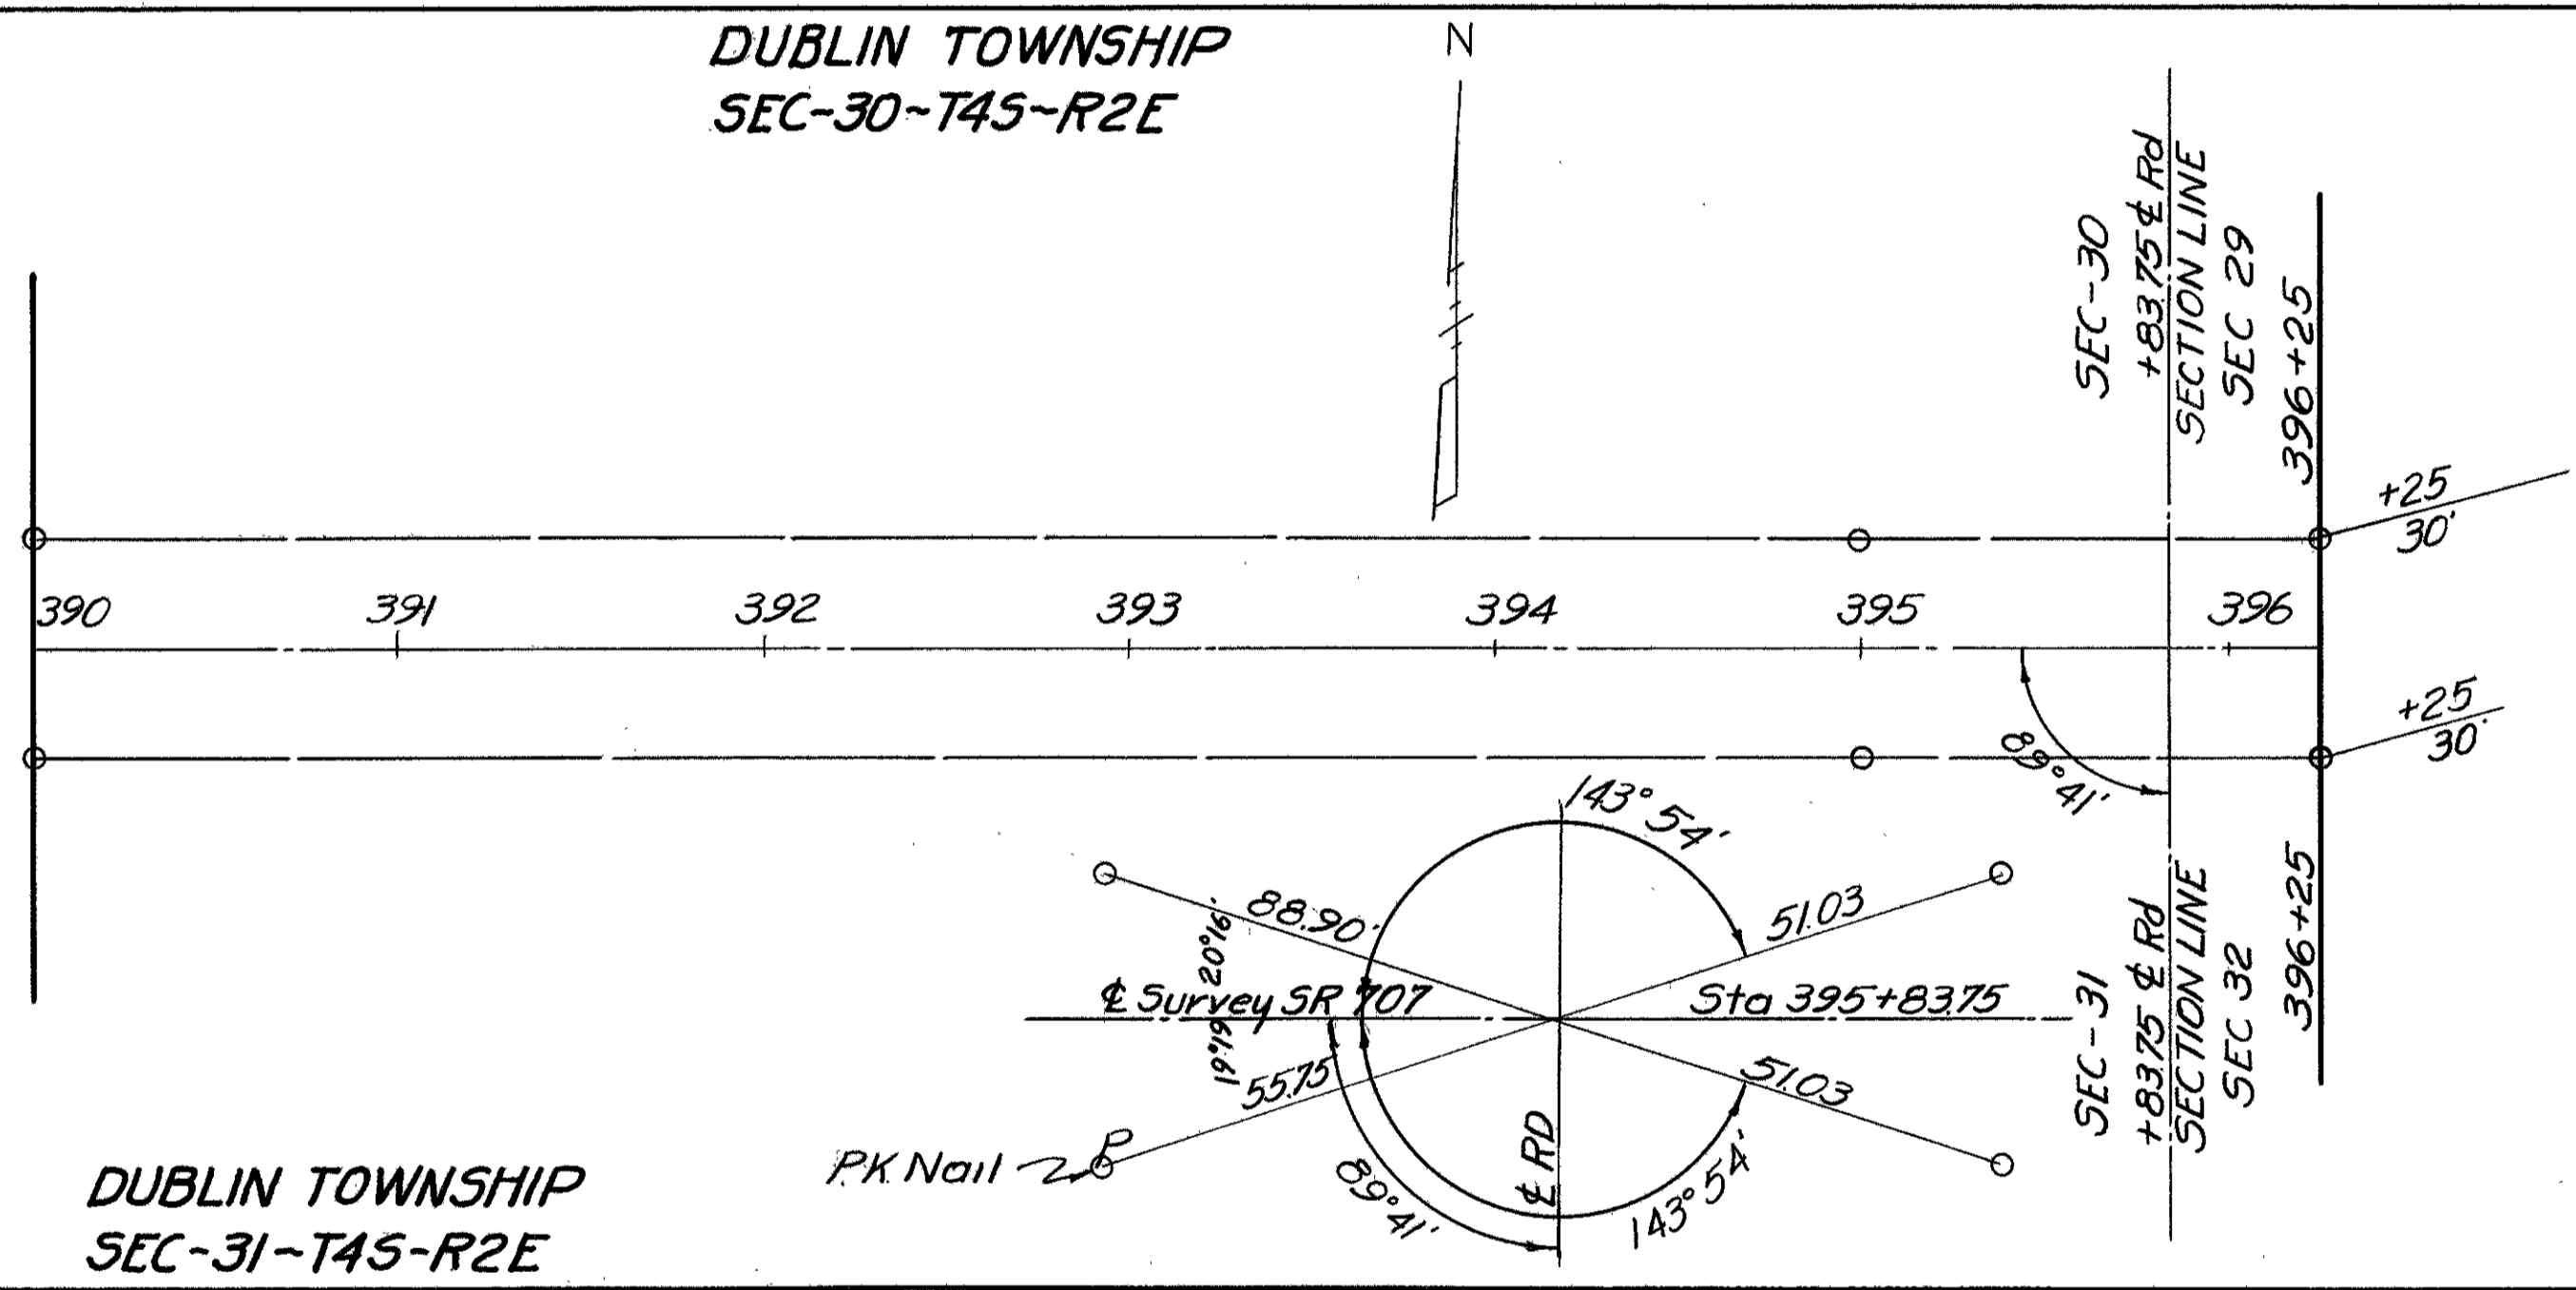 DUBLIN TOWNSHIP
SEC-30~T4S~R2E
N
SEC-30
+83.75 ℄ Rd
SECTION LINE
SEC 29
396+25
+25
30'
390 391 392 393 394 395 396
+25
30'
89°41'
143° 54'
88.90'
51.03
20°16'
℄ Survey SR 707
Sta 395+83.75
19°19'
55.75
51.03
P
P.K. Nail
89°41'
℄ RD
143° 54'
SEC-31
+83.75 ℄ Rd
SECTION LINE
SEC 32
396+25
DUBLIN TOWNSHIP
SEC-31~T4S-R2E